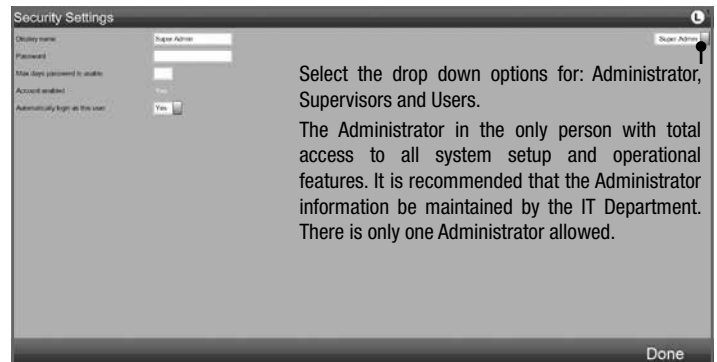 Security Settings
L
Display name
Super Admin
Super Admin
Password
Max days password is usable
Account enabled
Yes
Automatically login as this user
Yes
Select the drop down options for: Administrator,
Supervisors and Users.
The Administrator in the only person with total
access to all system setup and operational
features. It is recommended that the Administrator
information be maintained by the IT Department.
There is only one Administrator allowed.
Done